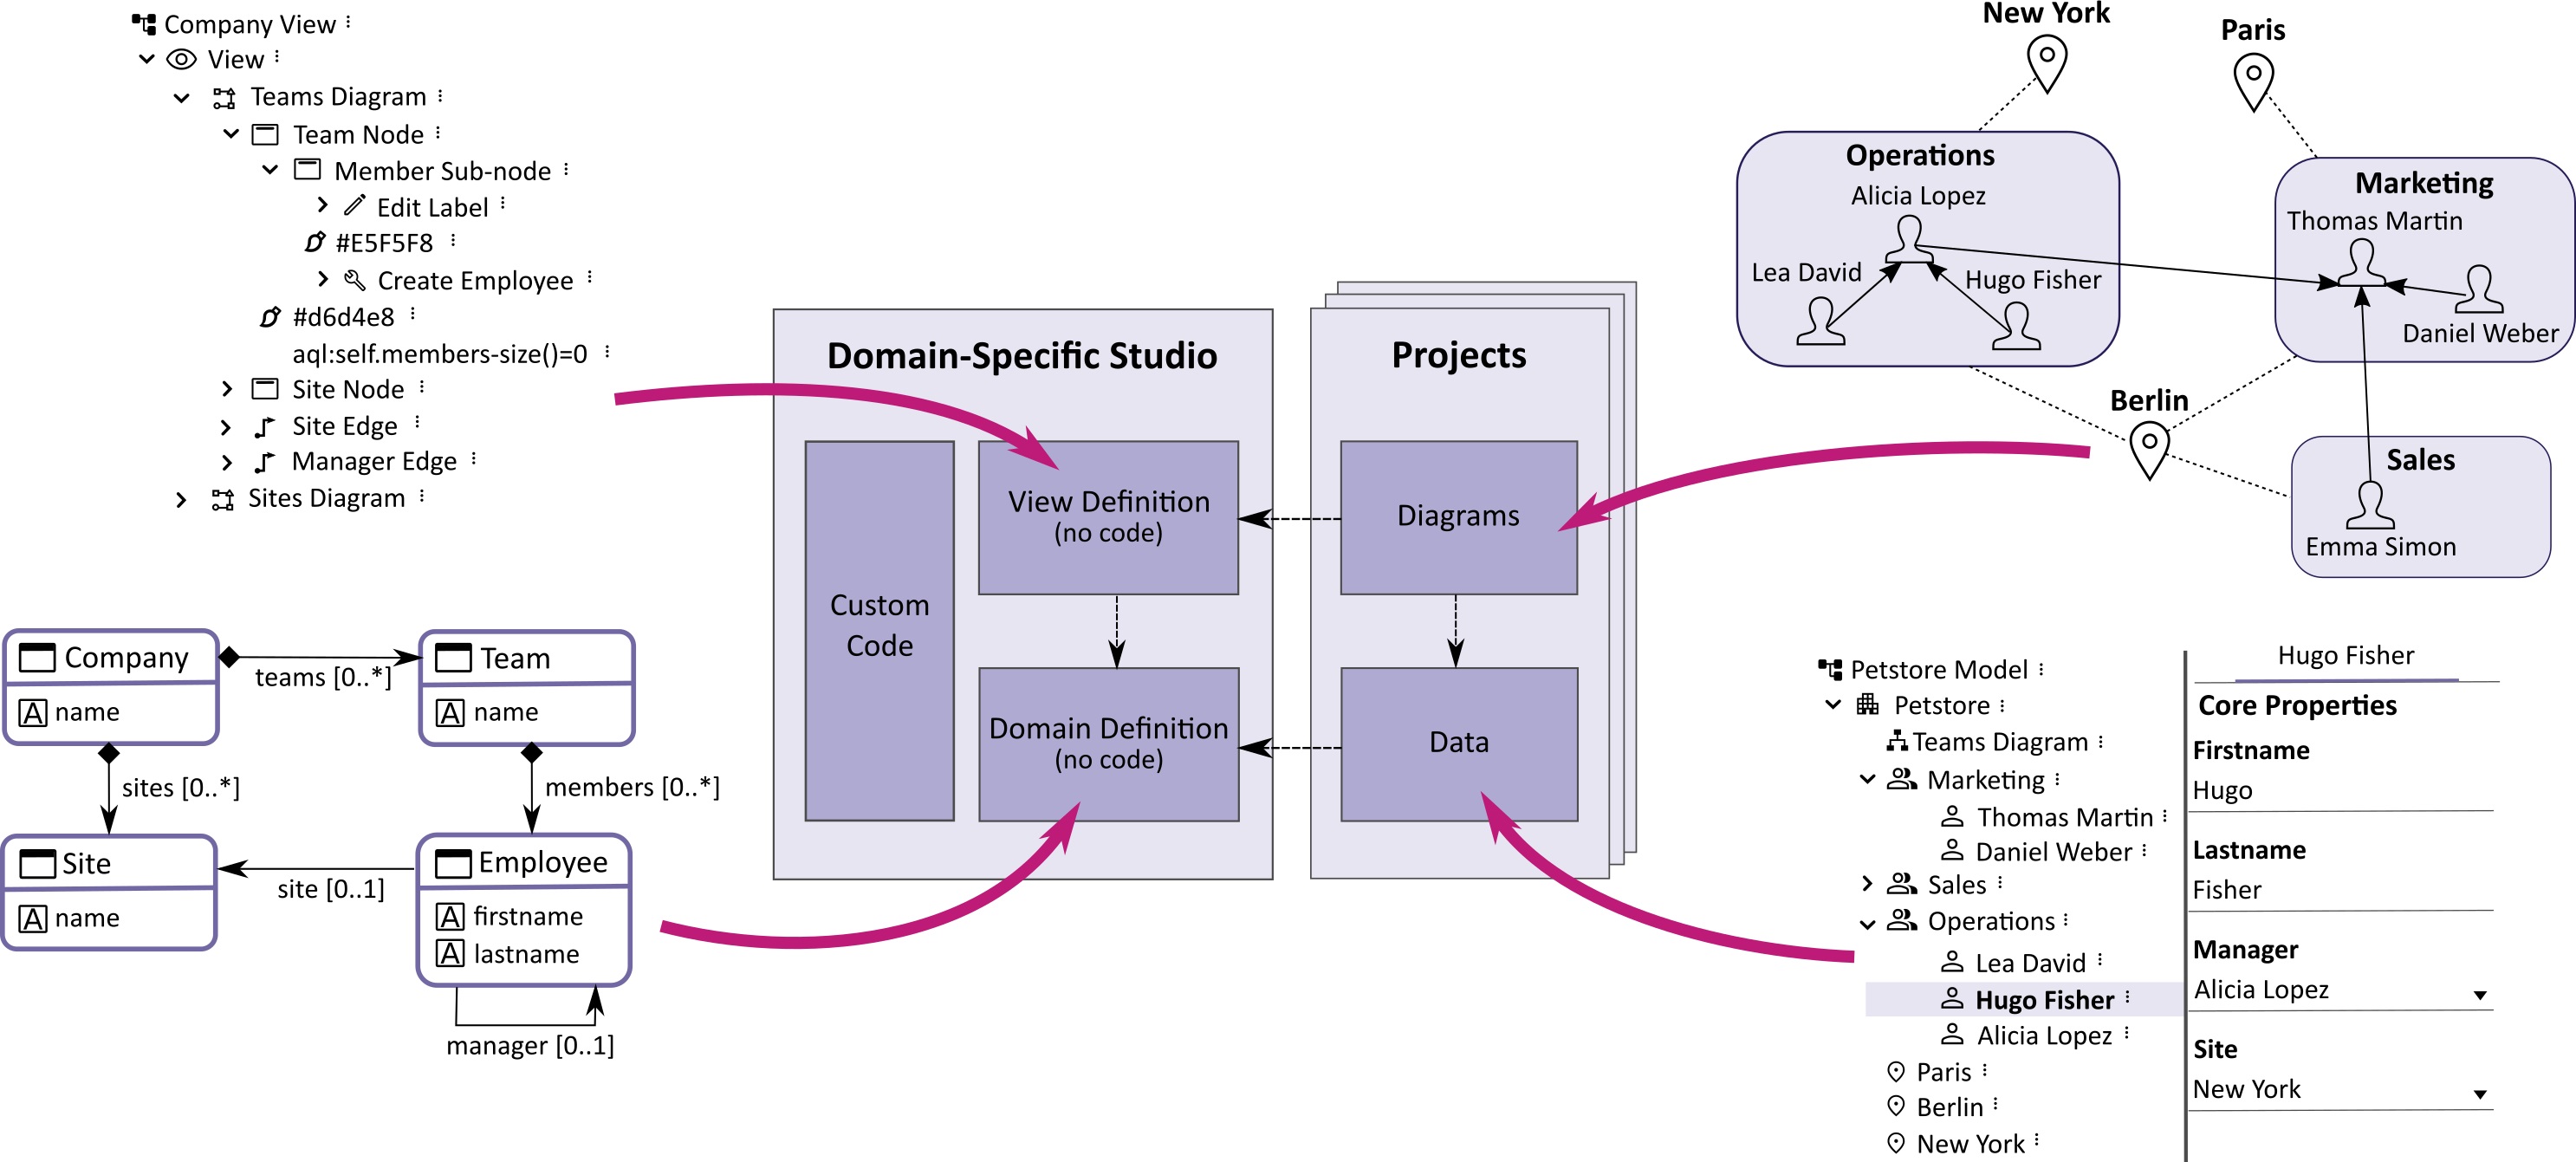 Company View
View
Teams Diagram
Team Node
Member Sub-node
Edit Label
#E5F5F8
Create Employee
#d6d4e8
aql:self.members-size()=0
Site Node
Site Edge
Manager Edge
Sites Diagram
Company
name
teams [0..*]
Team
name
sites [0..*]
members [0..*]
Site
name
site [0..1]
Employee
firstname
lastname
manager [0..1]
Domain-Specific Studio
Custom
Code
View Definition
(no code)
Domain Definition
(no code)
Projects
Diagrams
Data
New York
Paris
Operations
Alicia Lopez
Lea David
Hugo Fisher
Marketing
Thomas Martin
Daniel Weber
Berlin
Sales
Emma Simon
Petstore Model
Petstore
Teams Diagram
Marketing
Thomas Martin
Daniel Weber
Sales
Operations
Lea David
Hugo Fisher
Alicia Lopez
Paris
Berlin
New York
Hugo Fisher
Core Properties
Firstname
Hugo
Lastname
Fisher
Manager
Alicia Lopez
Site
New York